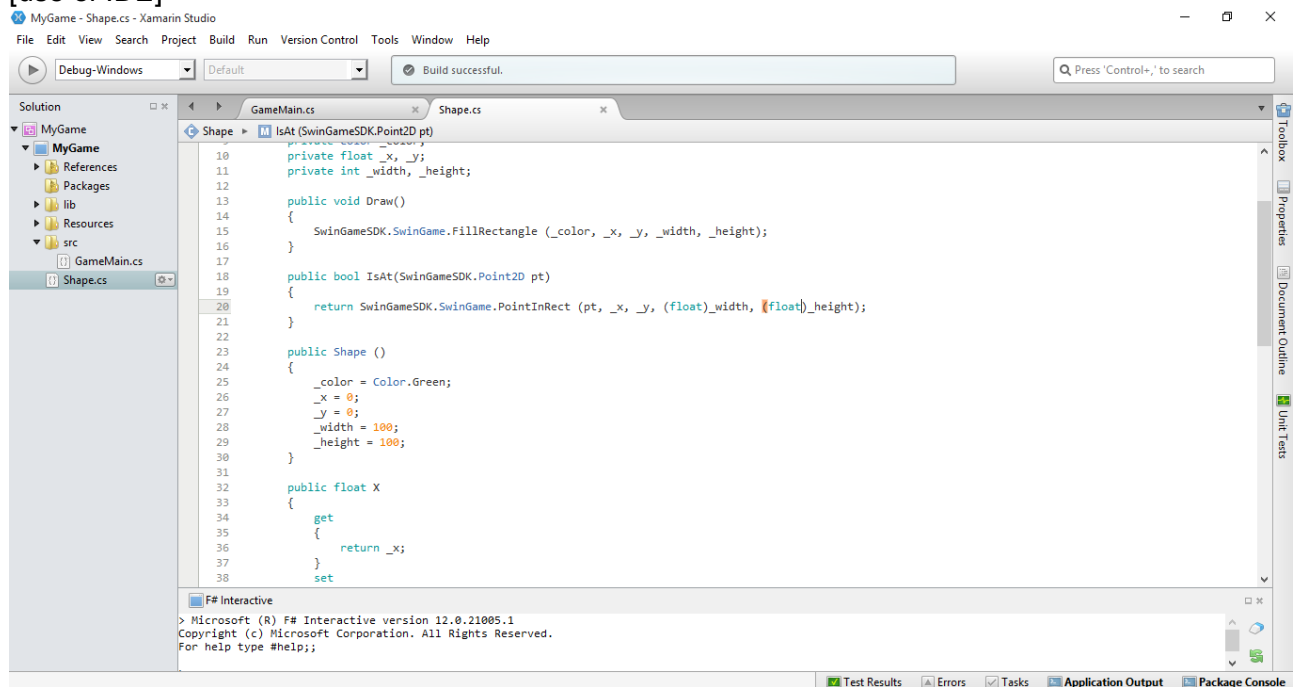 MyGame - Shape.cs - Xamarin Studio
File Edit View Search Project Build Run Version Control Tools Window Help
Debug-Windows Default Build successful. Press 'Control+,' to search
Solution
GameMain.cs Shape.cs
MyGame
MyGame
References
Packages
lib
Resources
src
GameMain.cs
Shape.cs
Shape IsAt (SwinGameSDK.Point2D pt)
9 private Color _color;
10 private float _x, _y;
11 private int _width, _height;
12
13 public void Draw()
14 {
15 SwinGameSDK.SwinGame.FillRectangle (_color, _x, _y, _width, _height);
16 }
17
18 public bool IsAt(SwinGameSDK.Point2D pt)
19 {
20 return SwinGameSDK.SwinGame.PointInRect (pt, _x, _y, (float)_width, (float)_height);
21 }
22
23 public Shape ()
24 {
25 _color = Color.Green;
26 _x = 0;
27 _y = 0;
28 _width = 100;
29 _height = 100;
30 }
31
32 public float X
33 {
34 get
35 {
36 return _x;
37 }
38 set
Toolbox
Properties
Document Outline
Unit Tests
F# Interactive
> Microsoft (R) F# Interactive version 12.0.21005.1
Copyright (c) Microsoft Corporation. All Rights Reserved.
For help type #help;;
Test Results Errors Tasks Application Output Package Console